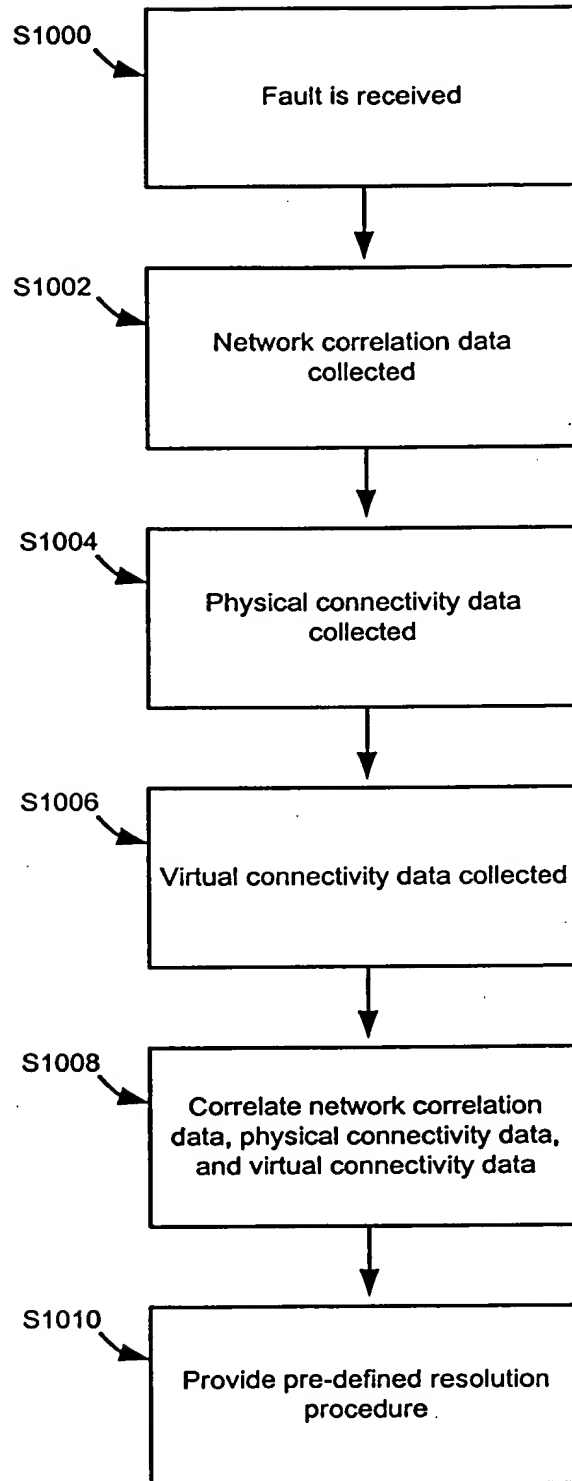 S1000
Fault is received
S1002
Network correlation data
collected
S1004
Physical connectivity data
collected
S1006
Virtual connectivity data collected
S1008
Correlate network correlation
data, physical connectivity data,
and virtual connectivity data
S1010
Provide pre-defined resolution
procedure